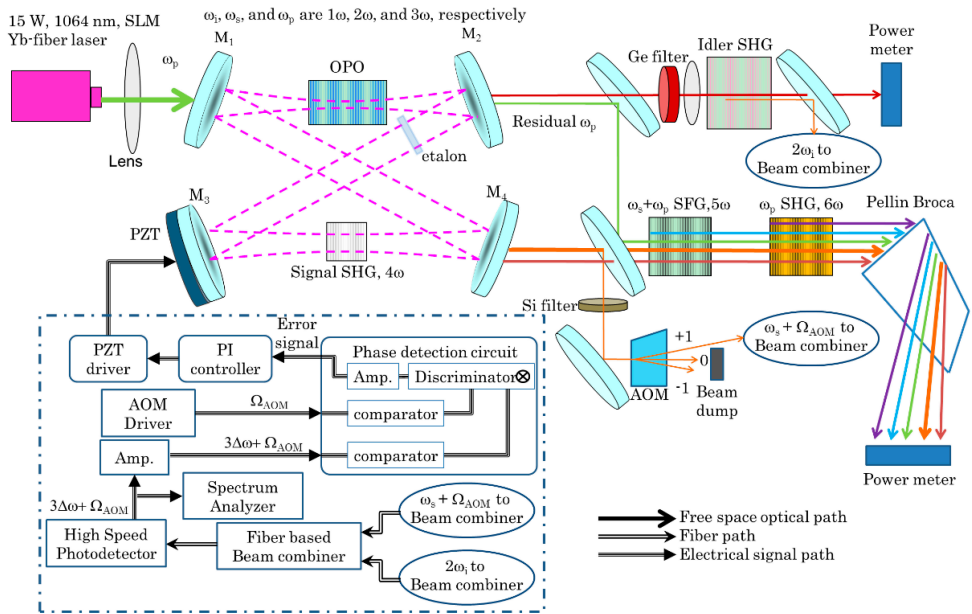 15 W, 1064 nm, SLM
Yb-fiber laser
ωᵢ, ωₛ, and ωₚ are 1ω, 2ω, and 3ω, respectively
M₁
M₂
ωₚ
OPO
Lens
etalon
Ge filter
Idler SHG
Power
meter
Residual ωₚ
2ωᵢ to
Beam combiner
M₃
PZT
Signal SHG, 4ω
M₄
ωₛ+ωₚ
SFG,5ω
ωₚ
SHG, 6ω
Pellin Broca
Si filter
AOM
+1
0
-1
Beam
dump
ωₛ + Ω_AOM to
Beam combiner
Power meter
PZT
driver
PI
controller
Error
signal
Phase detection circuit
Amp.
Discriminator⊗
AOM
Driver
Ω_AOM
comparator
Amp.
3Δω+ Ω_AOM
comparator
3Δω+ Ω_AOM
Spectrum
Analyzer
High Speed
Photodetector
Fiber based
Beam combiner
ωₛ + Ω_AOM to
Beam combiner
2ωᵢ to
Beam combiner
Free space optical path
Fiber path
Electrical signal path